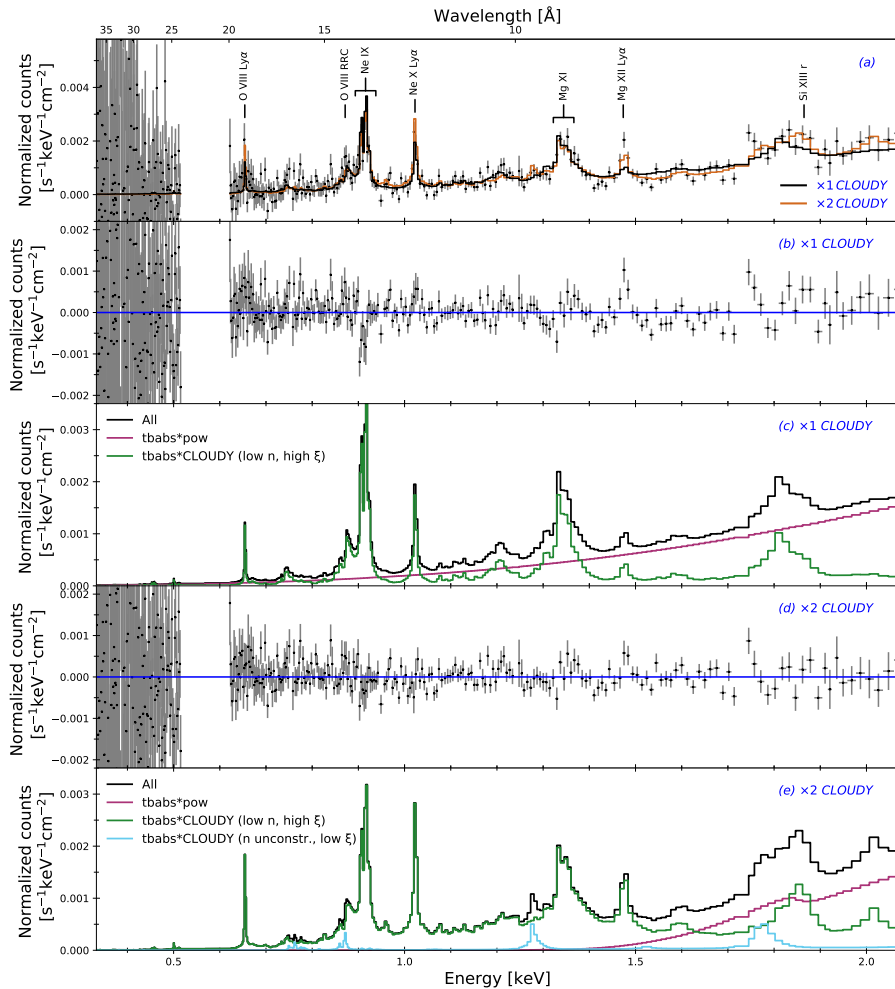 Wavelength [Å]
35 30 25 20 15 10
Normalized counts
[s⁻¹keV⁻¹cm⁻²]
0.004
0.002
0.000
O VIII Lyα
O VIII RRC
Ne IX
Ne X Lyα
Mg XI
Mg XII Lyα
Si XIII r
(a)
×1 CLOUDY
×2 CLOUDY
Normalized counts
[s⁻¹keV⁻¹cm⁻²]
0.002
0.001
0.000
−0.001
−0.002
(b) ×1 CLOUDY
Normalized counts
[s⁻¹keV⁻¹cm⁻²]
0.003
0.002
0.001
0.000
All
tbabs*pow
tbabs*CLOUDY (low n, high ξ)
(c) ×1 CLOUDY
Normalized counts
[s⁻¹keV⁻¹cm⁻²]
0.002
0.001
0.000
−0.001
−0.002
(d) ×2 CLOUDY
Normalized counts
[s⁻¹keV⁻¹cm⁻²]
0.003
0.002
0.001
0.000
All
tbabs*pow
tbabs*CLOUDY (low n, high ξ)
tbabs*CLOUDY (n unconstr., low ξ)
(e) ×2 CLOUDY
0.5 1.0 1.5 2.0
Energy [keV]